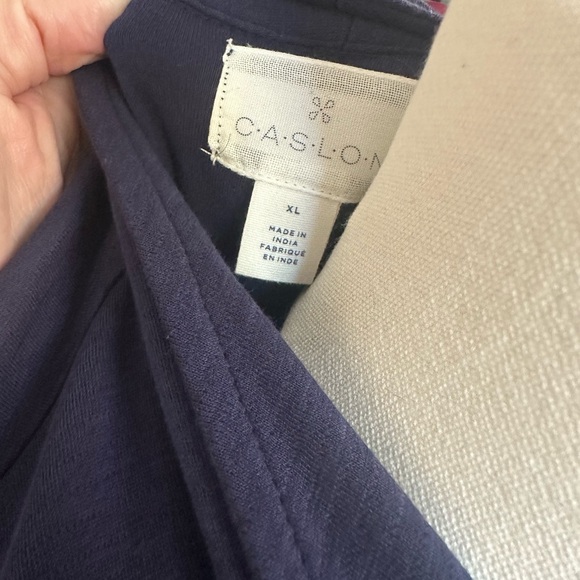 C·A·S·L·O·N
XL
MADE IN
INDIA
FABRIQUÉ
EN INDE